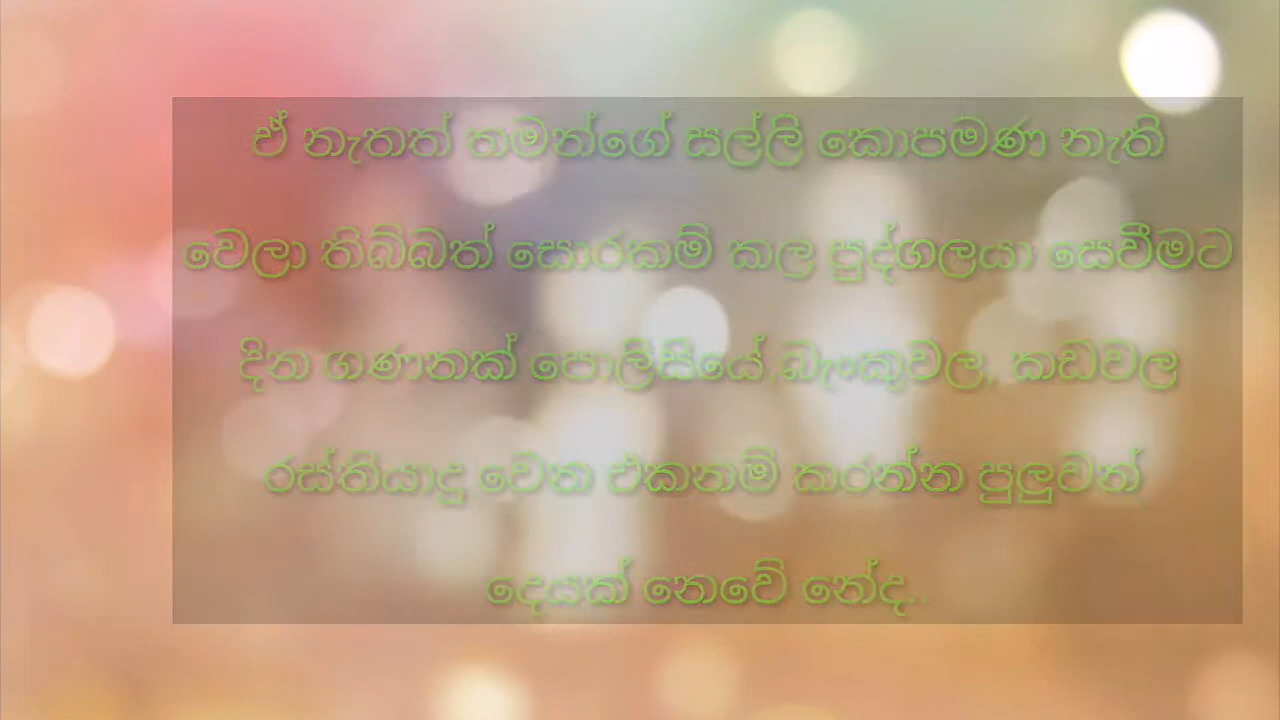 ඒ නැතත් තමන්ගේ සල්ලි කොපමණ නැති
වෙලා තිබ්බත් සොරකම් කල පුද්ගලයා සෙවීමට
දින ගණනක් පොලිසියේ, බැංකුවල, කඩවල
රස්තියාදු වෙන එකනම් කරන්න පුලුවන්
දෙයක් නෙවේ නේද...